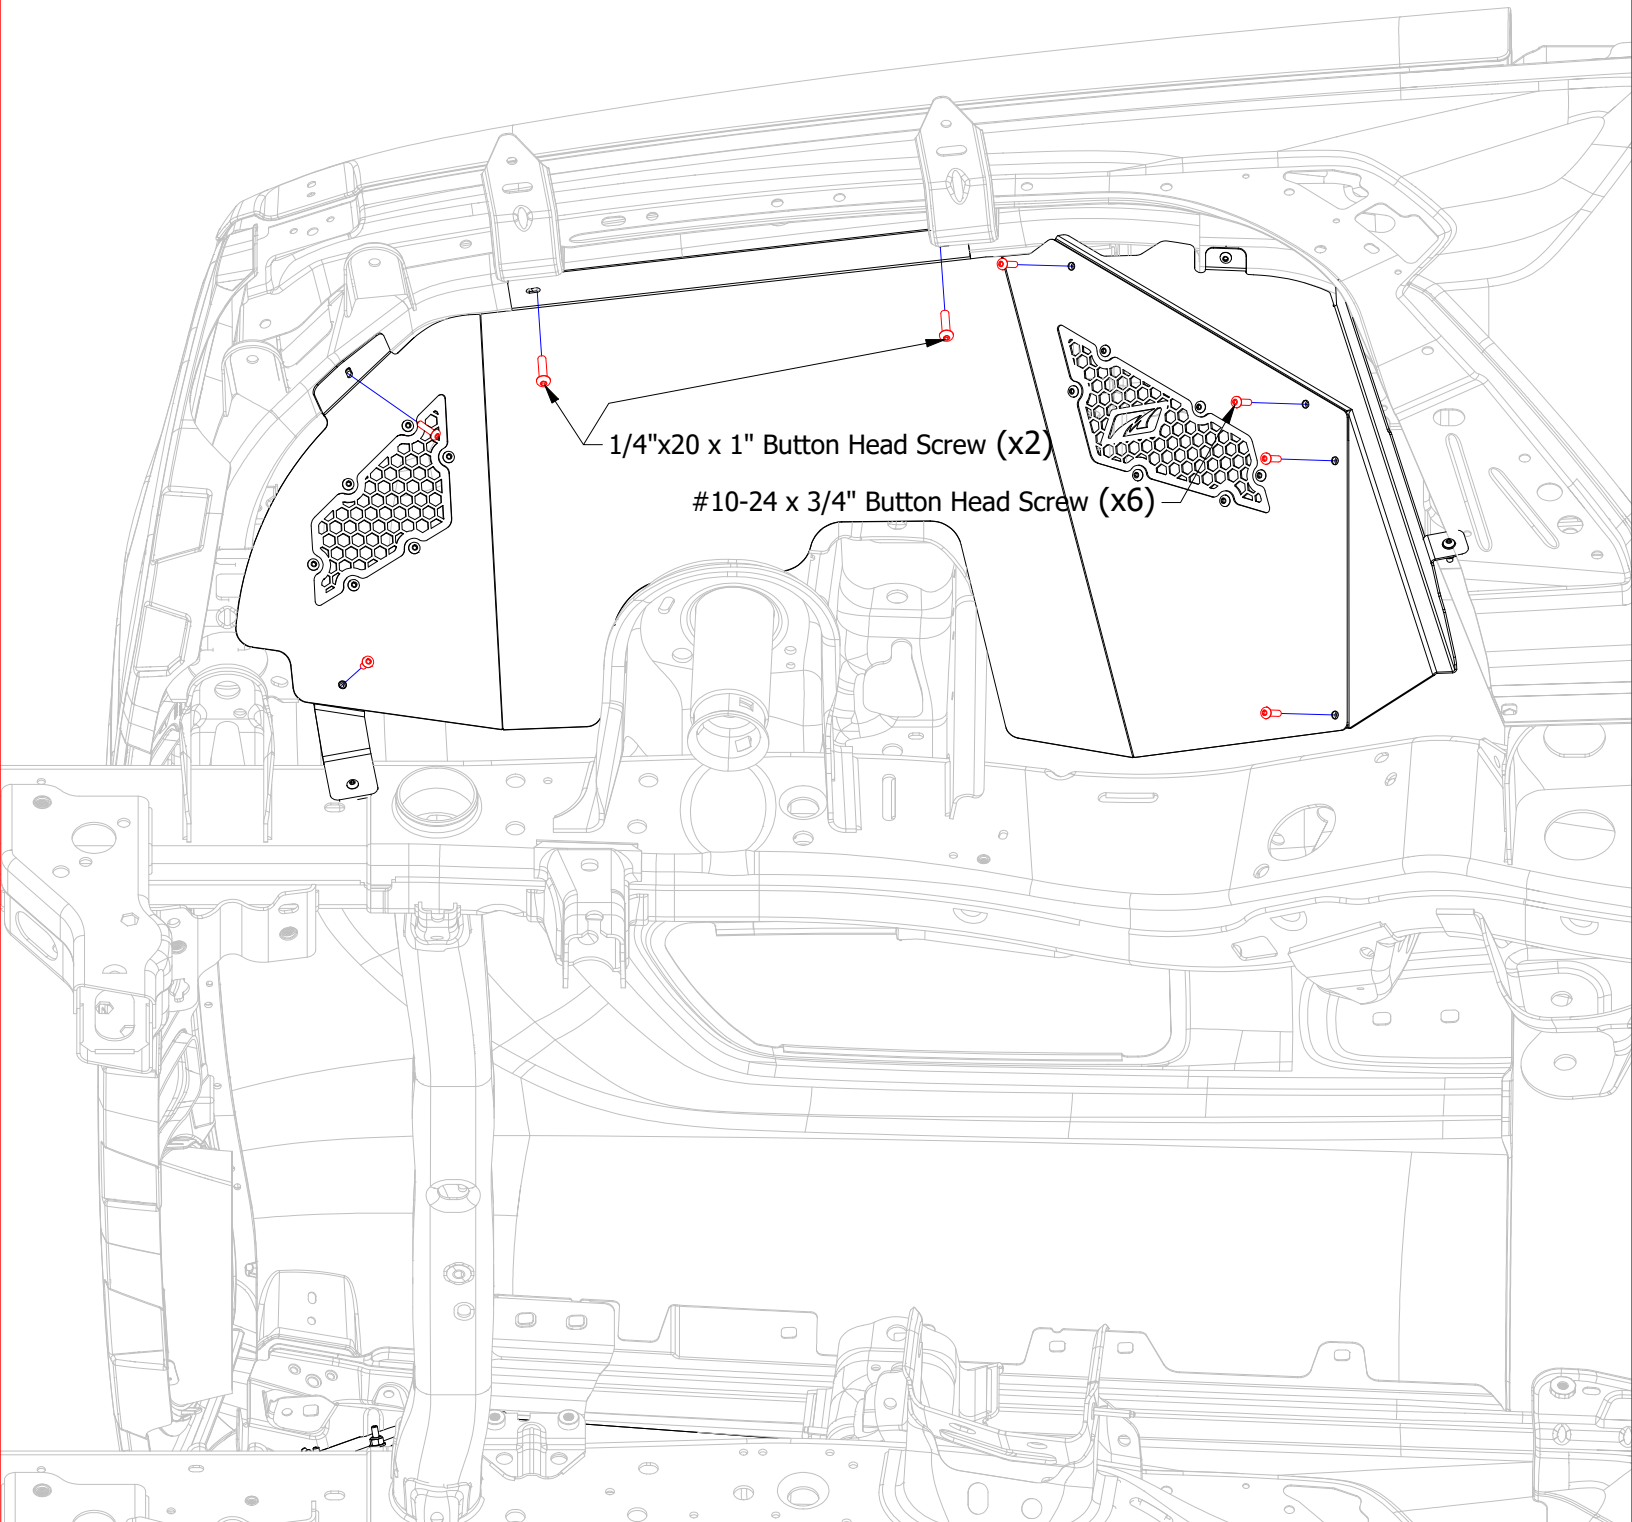 1/4"x20 x 1" Button Head Screw (x2)
#10-24 x 3/4" Button Head Screw (x6)